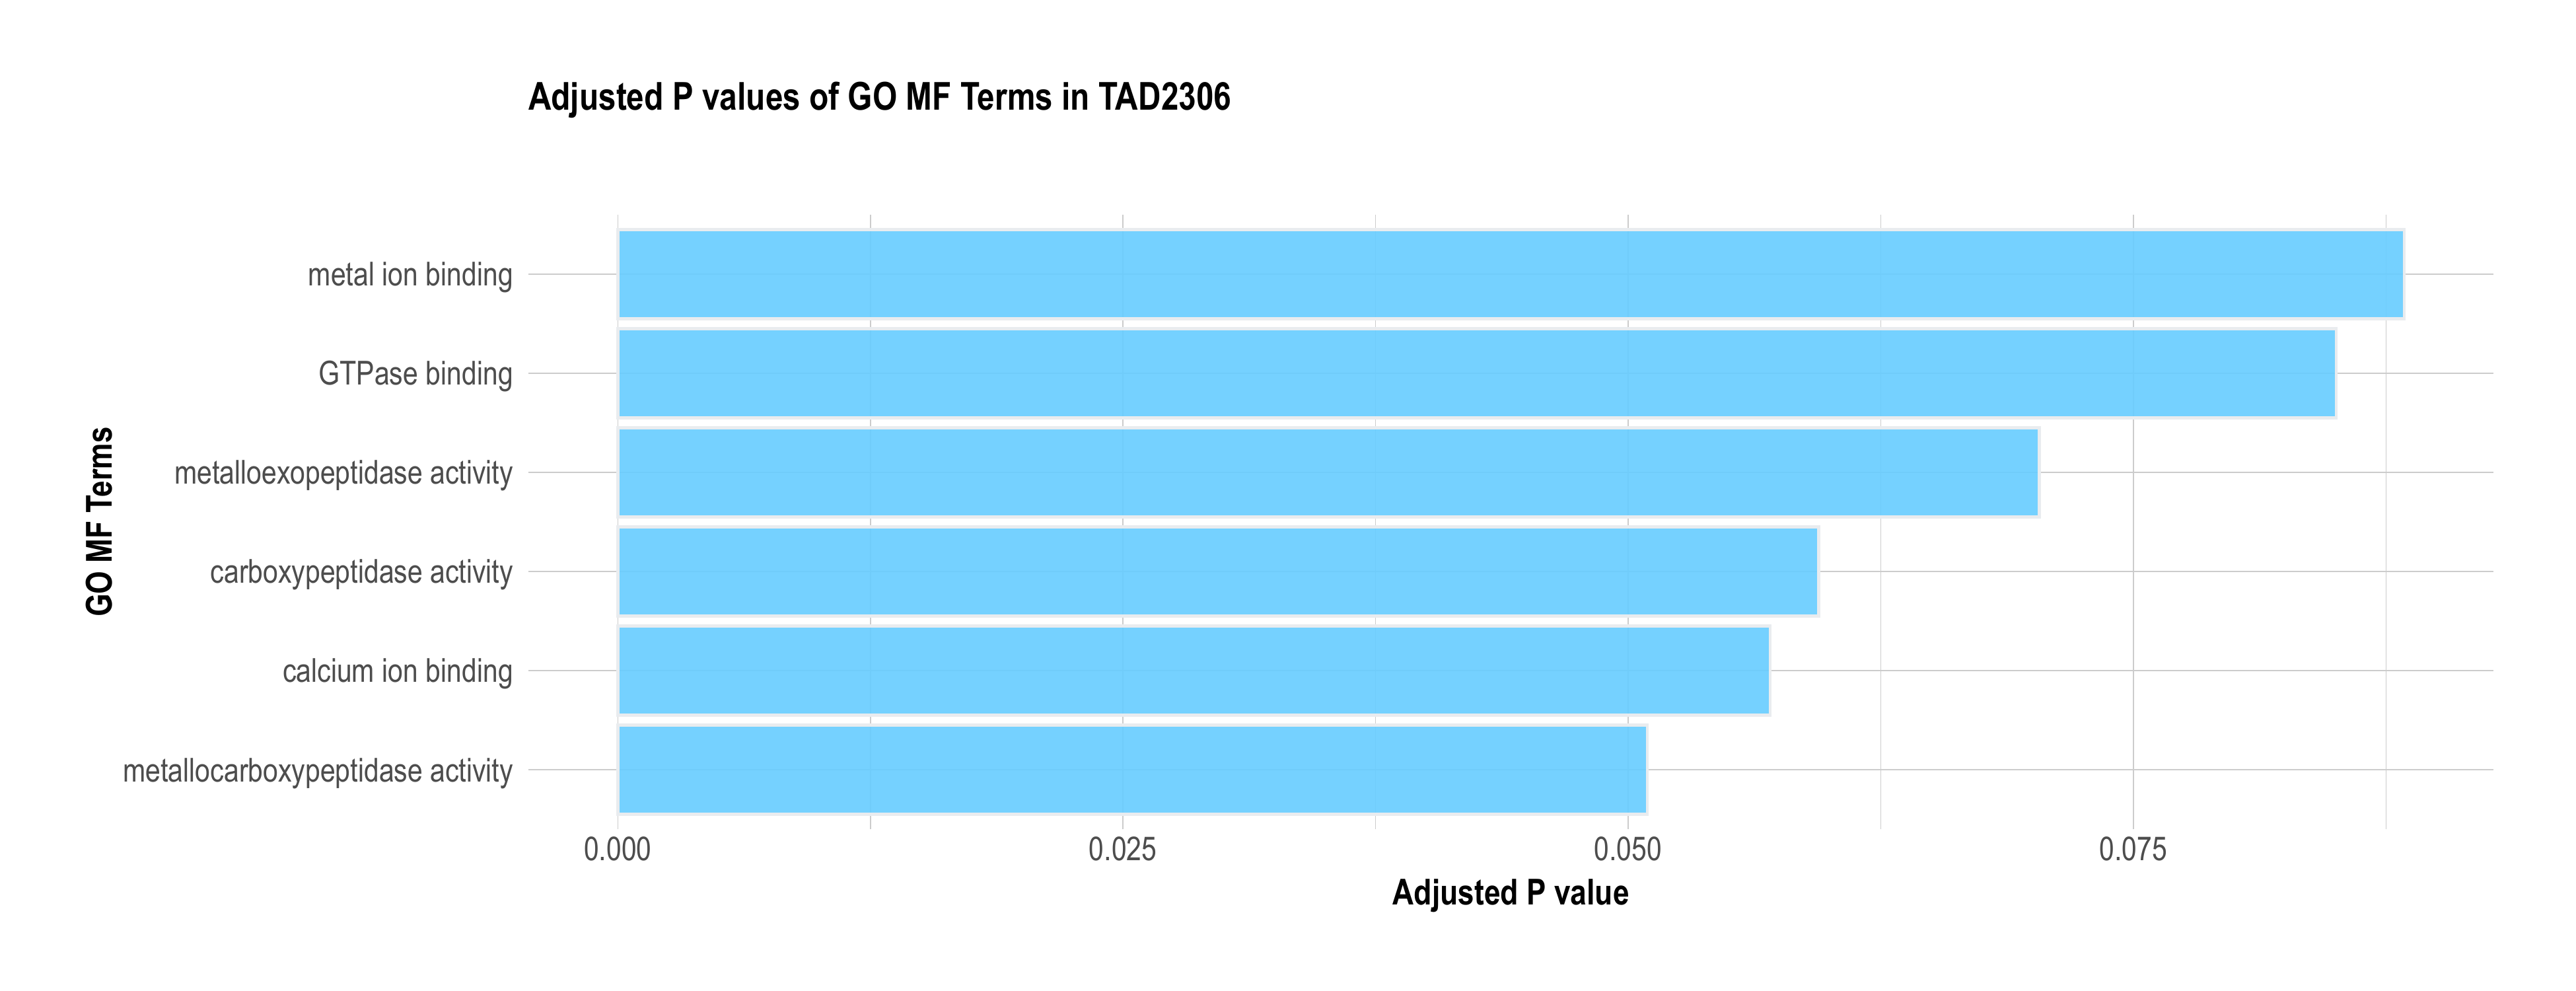 Adjusted P values of GO MF Terms in TAD2306
GO MF Terms
metal ion binding
GTPase binding
metalloexopeptidase activity
carboxypeptidase activity
calcium ion binding
metallocarboxypeptidase activity
0.000 0.025 0.050 0.075
Adjusted P value